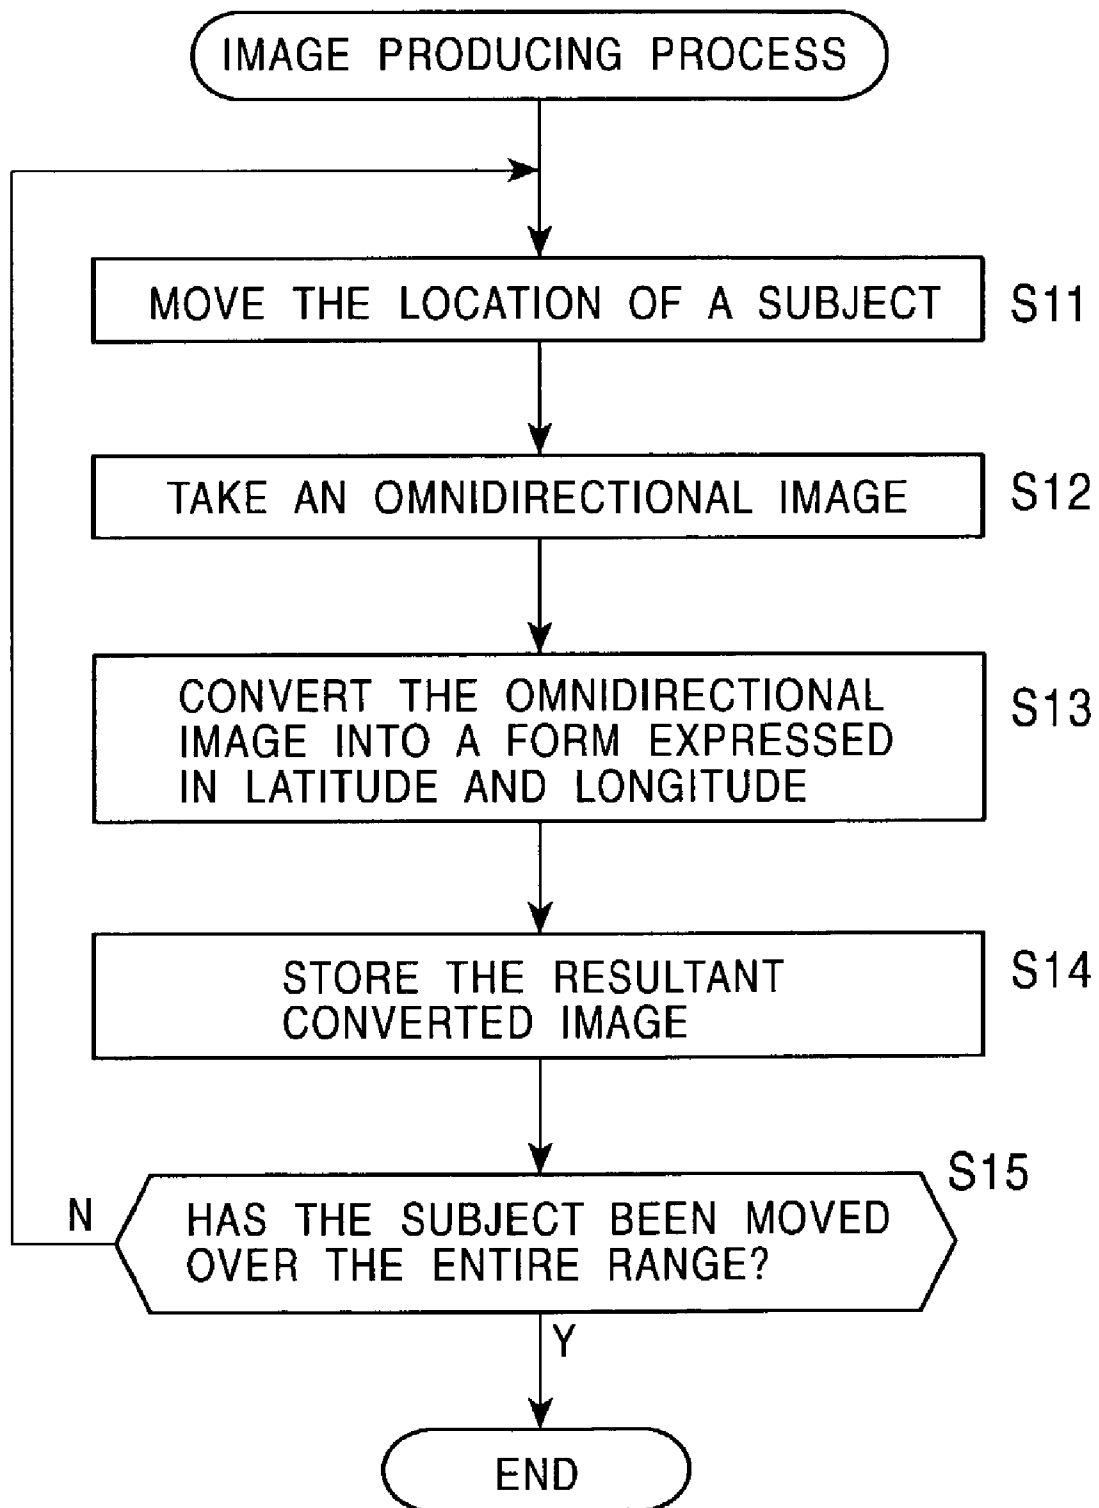 IMAGE PRODUCING PROCESS
MOVE THE LOCATION OF A SUBJECT
S11
TAKE AN OMNIDIRECTIONAL IMAGE
S12
CONVERT THE OMNIDIRECTIONAL
IMAGE INTO A FORM EXPRESSED
IN LATITUDE AND LONGITUDE
S13
STORE THE RESULTANT
CONVERTED IMAGE
S14
S15
N
HAS THE SUBJECT BEEN MOVED
OVER THE ENTIRE RANGE?
Y
END